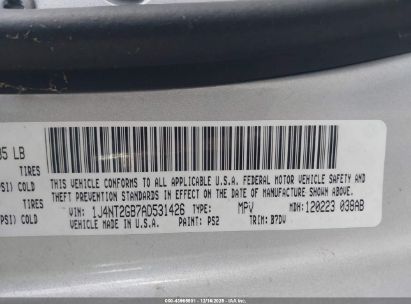 05 LB
TIRES
PSI) COLD
TIRES
PSI) COLD
THIS VEHICLE CONFORMS TO ALL APPLICABLE U.S.A. FEDERAL MOTOR VEHICLE SAFETY AND
THEFT PREVENTION STANDARDS IN EFFECT ON THE DATE OF MANUFACTURE SHOWN ABOVE.
VIN: 1J4NT2GB7AD531426 TYPE: MPV MDH: 120223 038AB
VEHICLE MADE IN U.S.A. PAINT: PS2 TRIM: B7DV